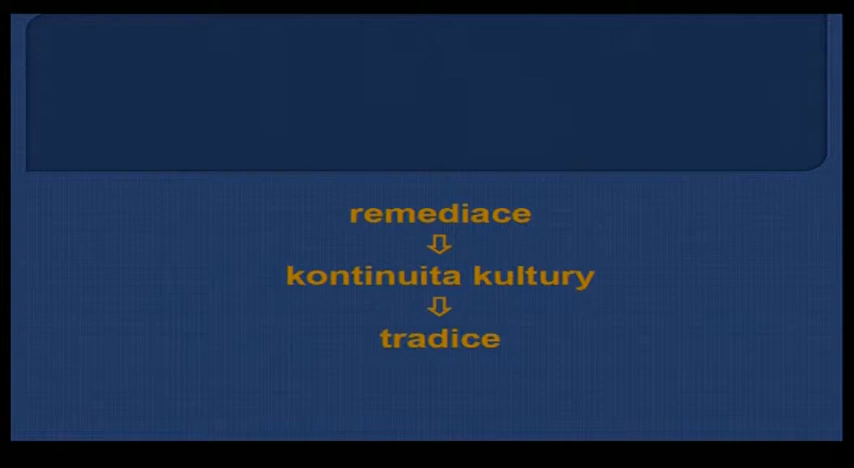 remediace
⇩
kontinuita kultury
⇩
tradice